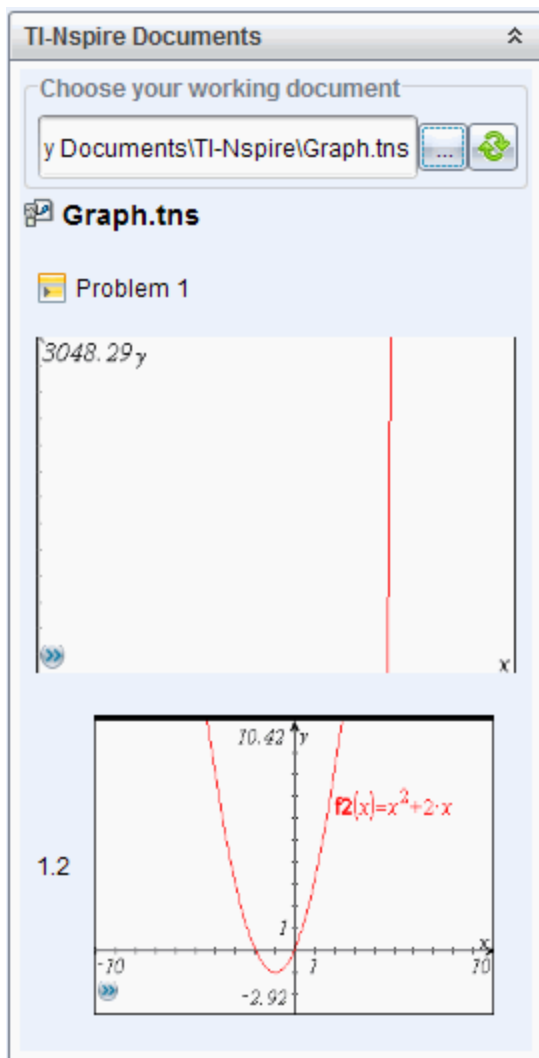 TI-Nspire Documents
Choose your working document
y Documents\TI-Nspire\Graph.tns ...
Graph.tns
Problem 1
3048.29 y
x
10.42 y
f2(x)=x²+2·x
1.2
1
x
-10 1 10
-2.92